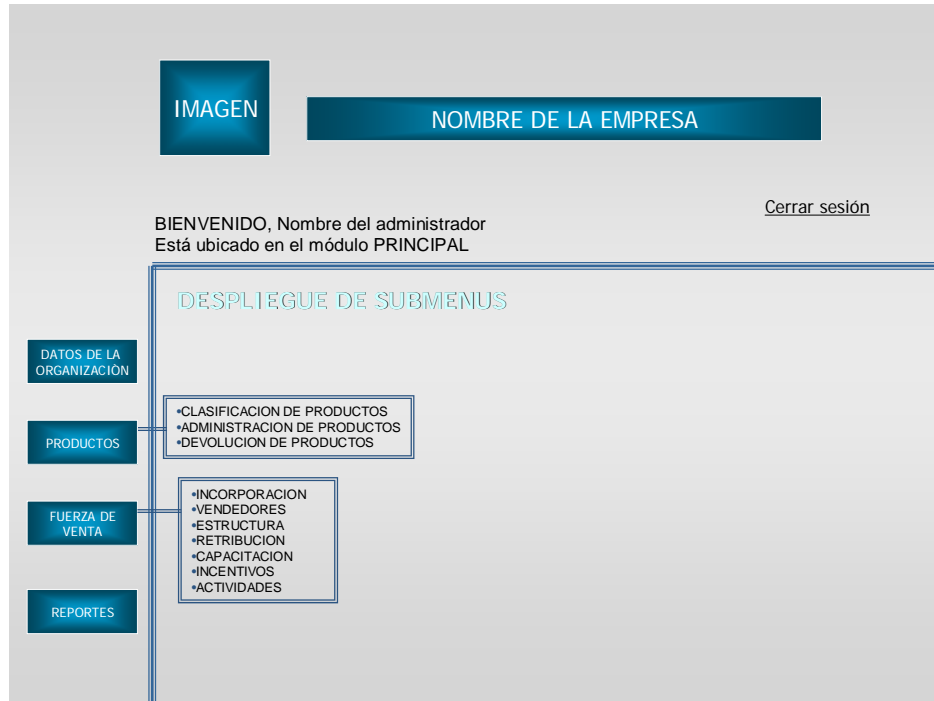 IMAGEN
NOMBRE DE LA EMPRESA
Cerrar sesión
BIENVENIDO, Nombre del administrador
Está ubicado en el módulo PRINCIPAL
DESPLIEGUE DE SUBMENUS
DATOS DE LA
ORGANIZACIÓN
PRODUCTOS
•CLASIFICACION DE PRODUCTOS
•ADMINISTRACION DE PRODUCTOS
•DEVOLUCION DE PRODUCTOS
FUERZA DE
VENTA
•INCORPORACION
•VENDEDORES
•ESTRUCTURA
•RETRIBUCION
•CAPACITACION
•INCENTIVOS
•ACTIVIDADES
REPORTES